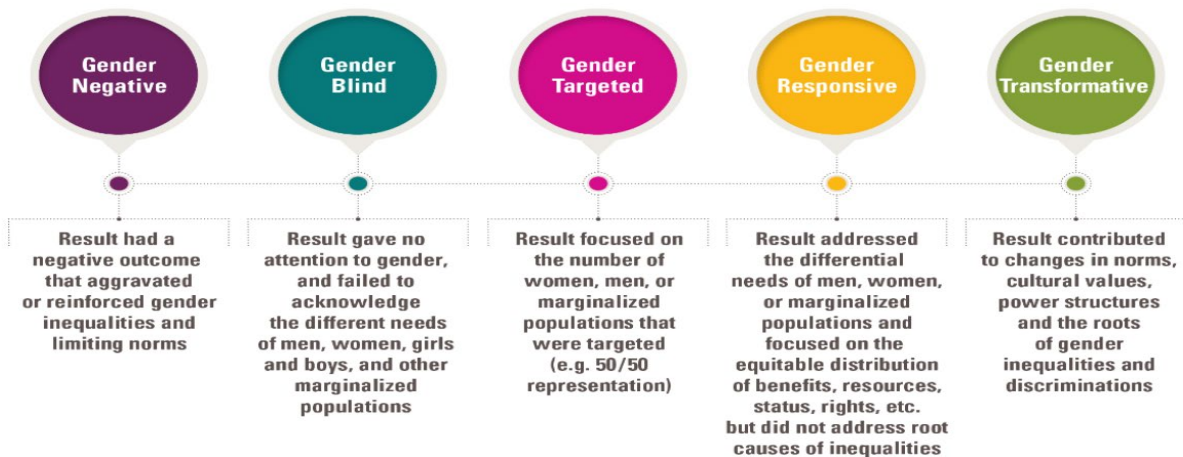 Gender
Negative
Gender
Blind
Gender
Targeted
Gender
Responsive
Gender
Transformative
Result had a
negative outcome
that aggravated
or reinforced gender
inequalities and
limiting norms
Result gave no
attention to gender,
and failed to
acknowledge
the different needs
of men, women, girls
and boys, and other
marginalized
populations
Result focused on
the number of
women, men, or
marginalized
populations that
were targeted
(e.g. 50/50
representation)
Result addressed
the differential
needs of men, women,
or marginalized
populations and
focused on the
equitable distribution
of benefits, resources,
status, rights, etc.
but did not address root
causes of inequalities
Result contributed
to changes in norms,
cultural values,
power structures
and the roots
of gender
inequalities and
discriminations